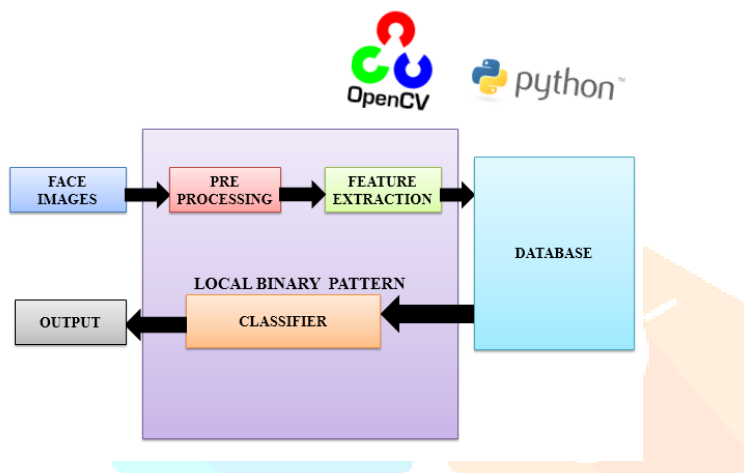 OpenCV
python™
FACE
IMAGES
PRE
PROCESSING
FEATURE
EXTRACTION
DATABASE
LOCAL BINARY PATTERN
CLASSIFIER
OUTPUT